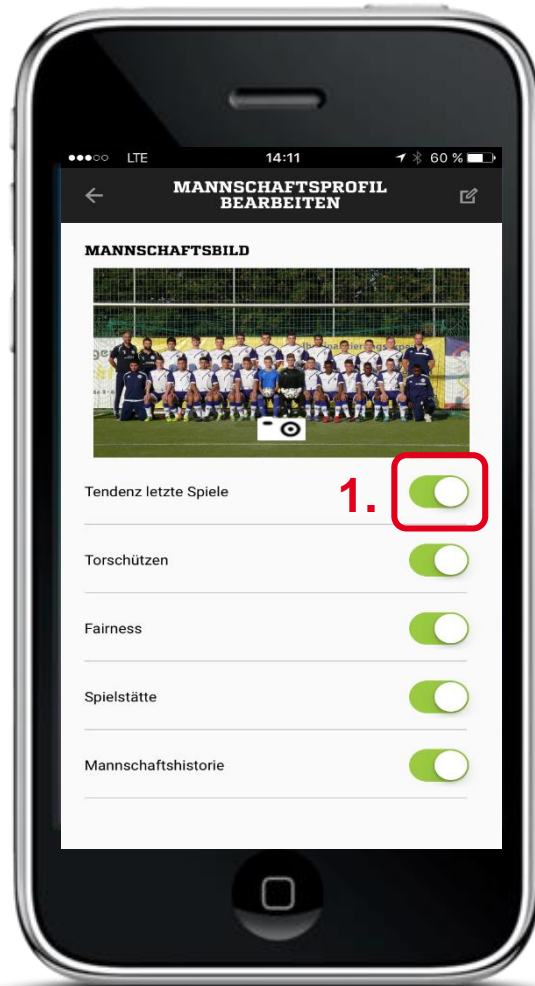 LTE 14:11 60 %
MANNSCHAFTSPROFIL
BEARBEITEN
MANNSCHAFTSBILD
Tendenz letzte Spiele 1.
Torschützen
Fairness
Spielstätte
Mannschaftshistorie